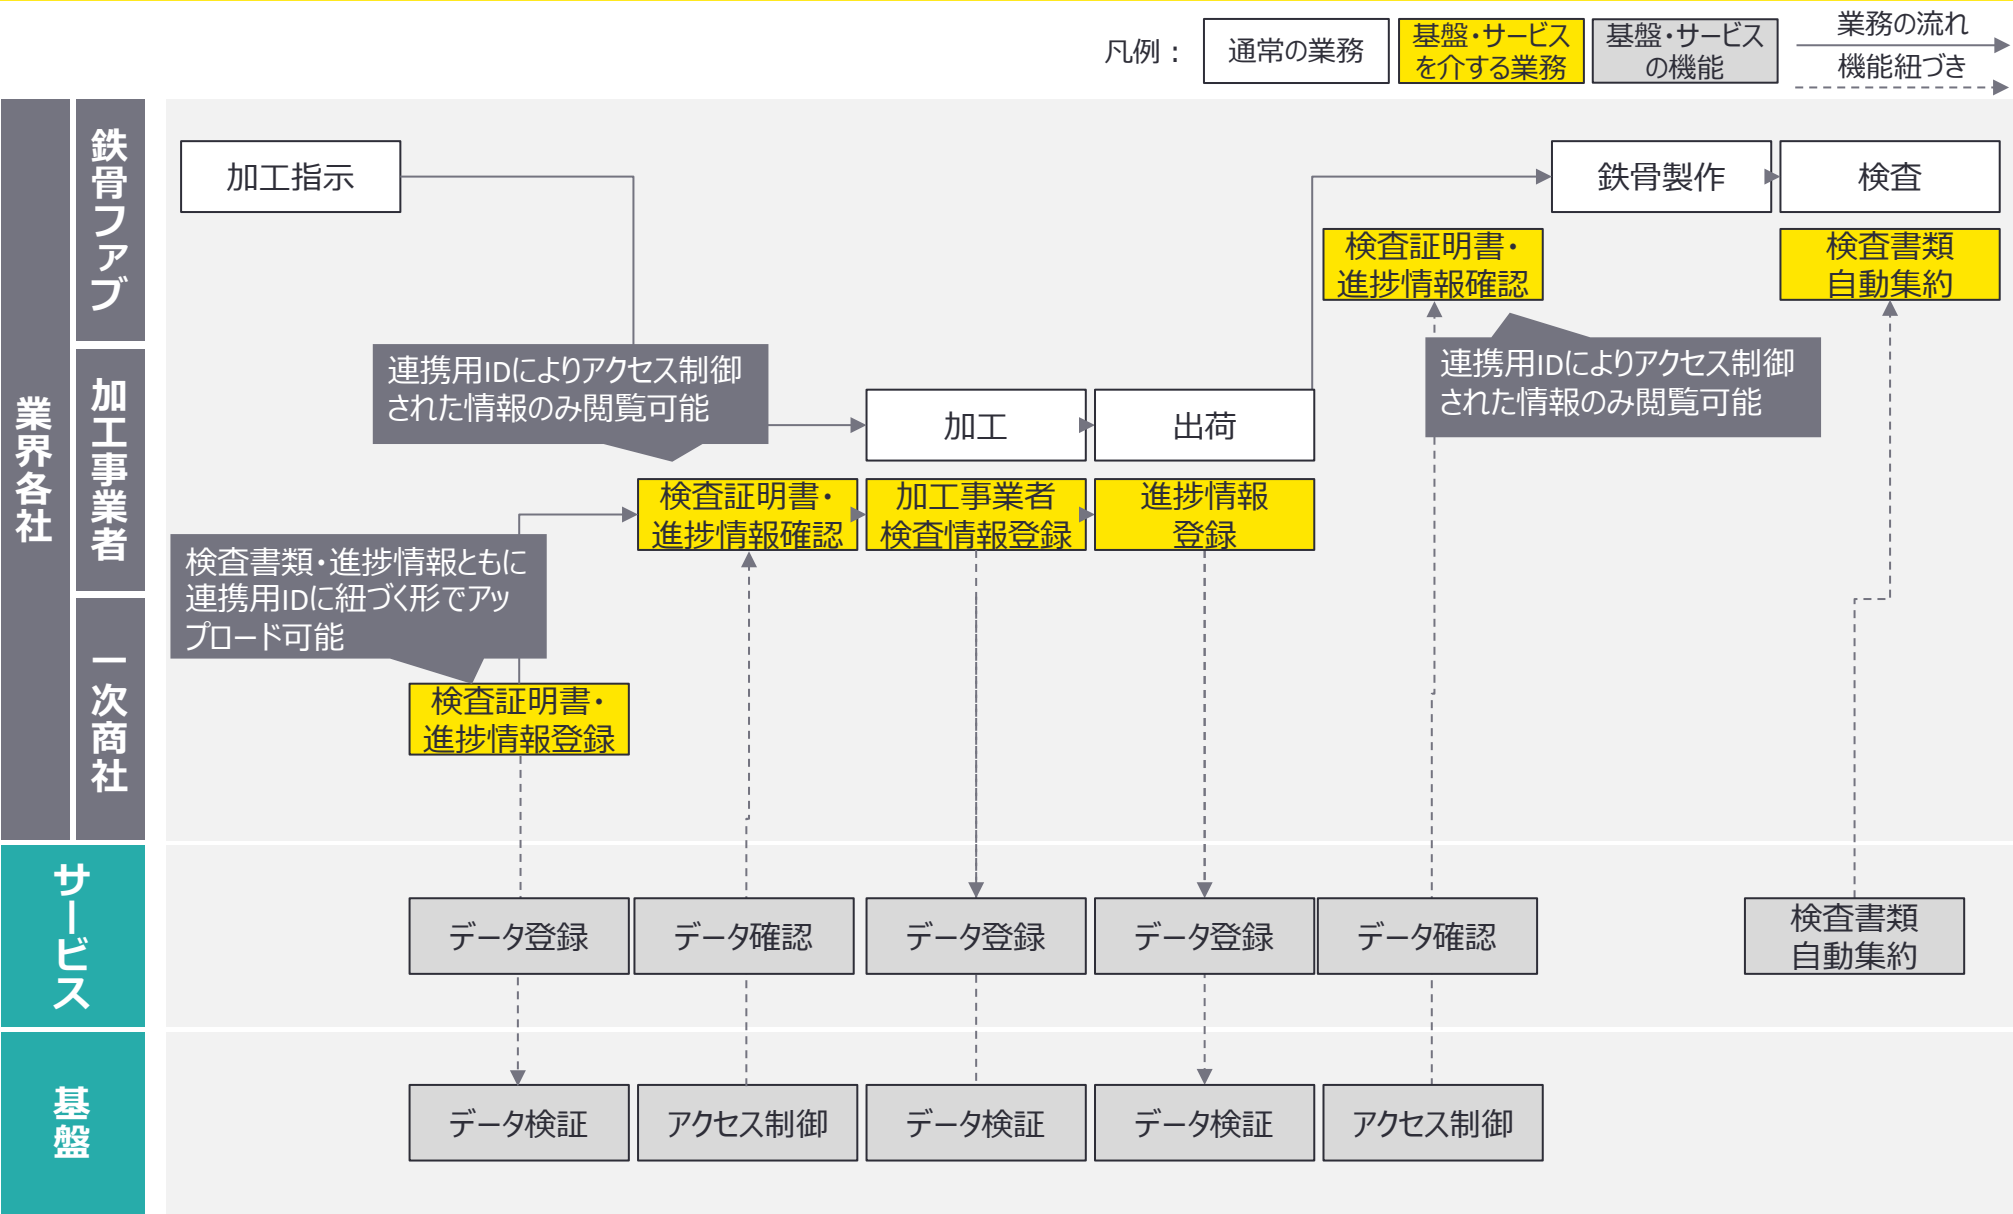 凡例：
通常の業務
基盤・サービス
を介する業務
基盤・サービス
の機能
業務の流れ
機能紐づき
業界各社
鉄骨ファブ
加工指示
鉄骨製作
検査
検査証明書・
進捗情報確認
検査書類
自動集約
連携用IDによりアクセス制御
された情報のみ閲覧可能
連携用IDによりアクセス制御
された情報のみ閲覧可能
加工事業者
加工
出荷
検査証明書・
進捗情報確認
加工事業者
検査情報登録
進捗情報
登録
検査書類・進捗情報ともに
連携用IDに紐づく形でアッ
プロード可能
一次商社
検査証明書・
進捗情報登録
サービス
データ登録
データ確認
データ登録
データ登録
データ確認
検査書類
自動集約
基盤
データ検証
アクセス制御
データ検証
データ検証
アクセス制御